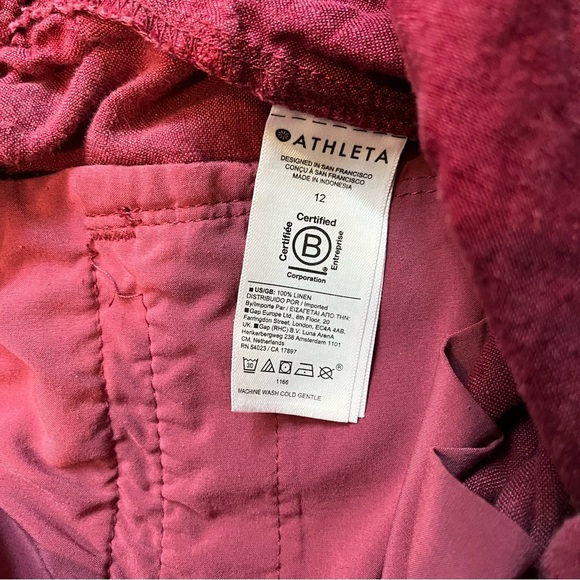 ATHLETA
DESIGNED IN SAN FRANCISCO
CONÇU À SAN FRANCISCO
MADE IN INDONESIA
12
Certified
Certifiée
B
®
Entreprise
Corporation
■ US/GB: 100% LINEN
DISTRIBUIDO POR / Imported
By/Importé Par / ΕΙΣΑΓΕΤΑΙ ΑΠΟ ΤΗΝ:
■ Gap Europe Ltd., 6th Floor, 20
Farringdon Street, London, EC4A 4AB,
UK. ■ Gap (RHC) B.V. Luna ArenA
Herikerbergweg 238 Amsterdam 1101
CM, Netherlands
RN 54023 / CA 17897
30 ®
1166
MACHINE WASH COLD GENTLE